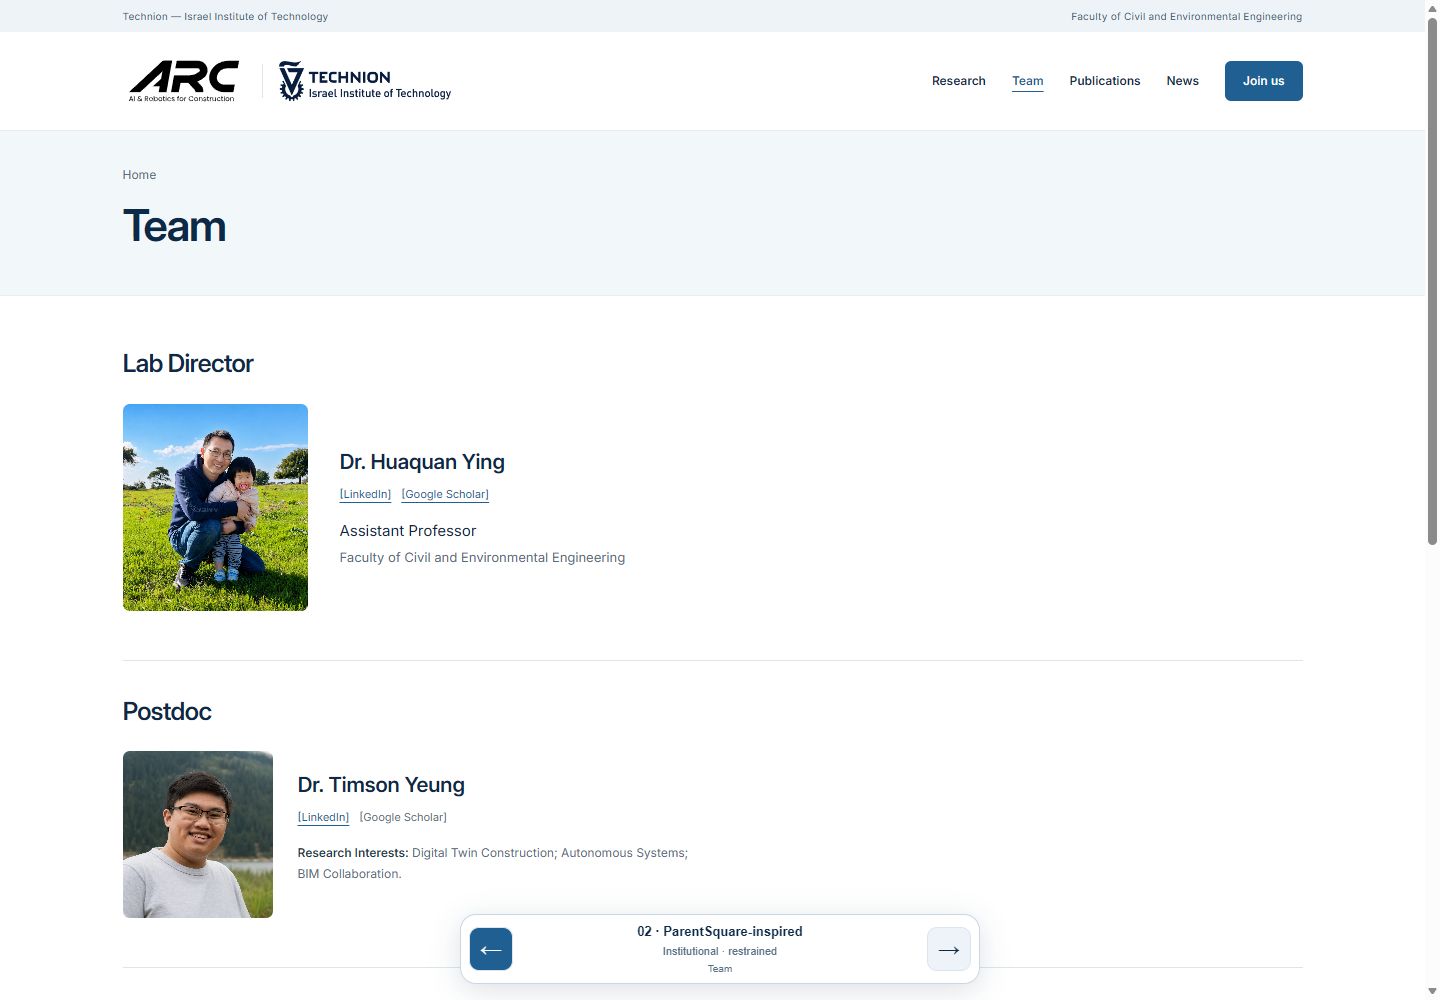 Technion — Israel Institute of Technology
Faculty of Civil and Environmental Engineering
ARC
AI & Robotics for Construction
TECHNION
Israel Institute of Technology
Research
Team
Publications
News
Join us
Home
Team
Lab Director
Dr. Huaquan Ying
[LinkedIn] [Google Scholar]
Assistant Professor
Faculty of Civil and Environmental Engineering
Postdoc
Dr. Timson Yeung
[LinkedIn] [Google Scholar]
Research Interests: Digital Twin Construction; Autonomous Systems;
BIM Collaboration.
←
02 · ParentSquare-inspired
Institutional · restrained
Team
→